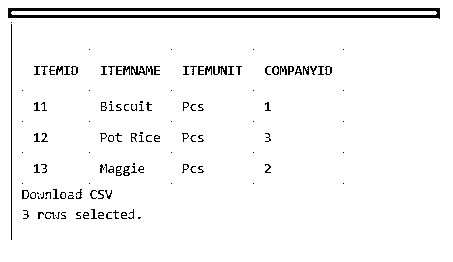 ITEMID ITEMNAME ITEMUNIT COMPANYID
11 Biscuit Pcs 1
12 Pot Rice Pcs 3
13 Maggie Pcs 2
Download CSV
3 rows selected.